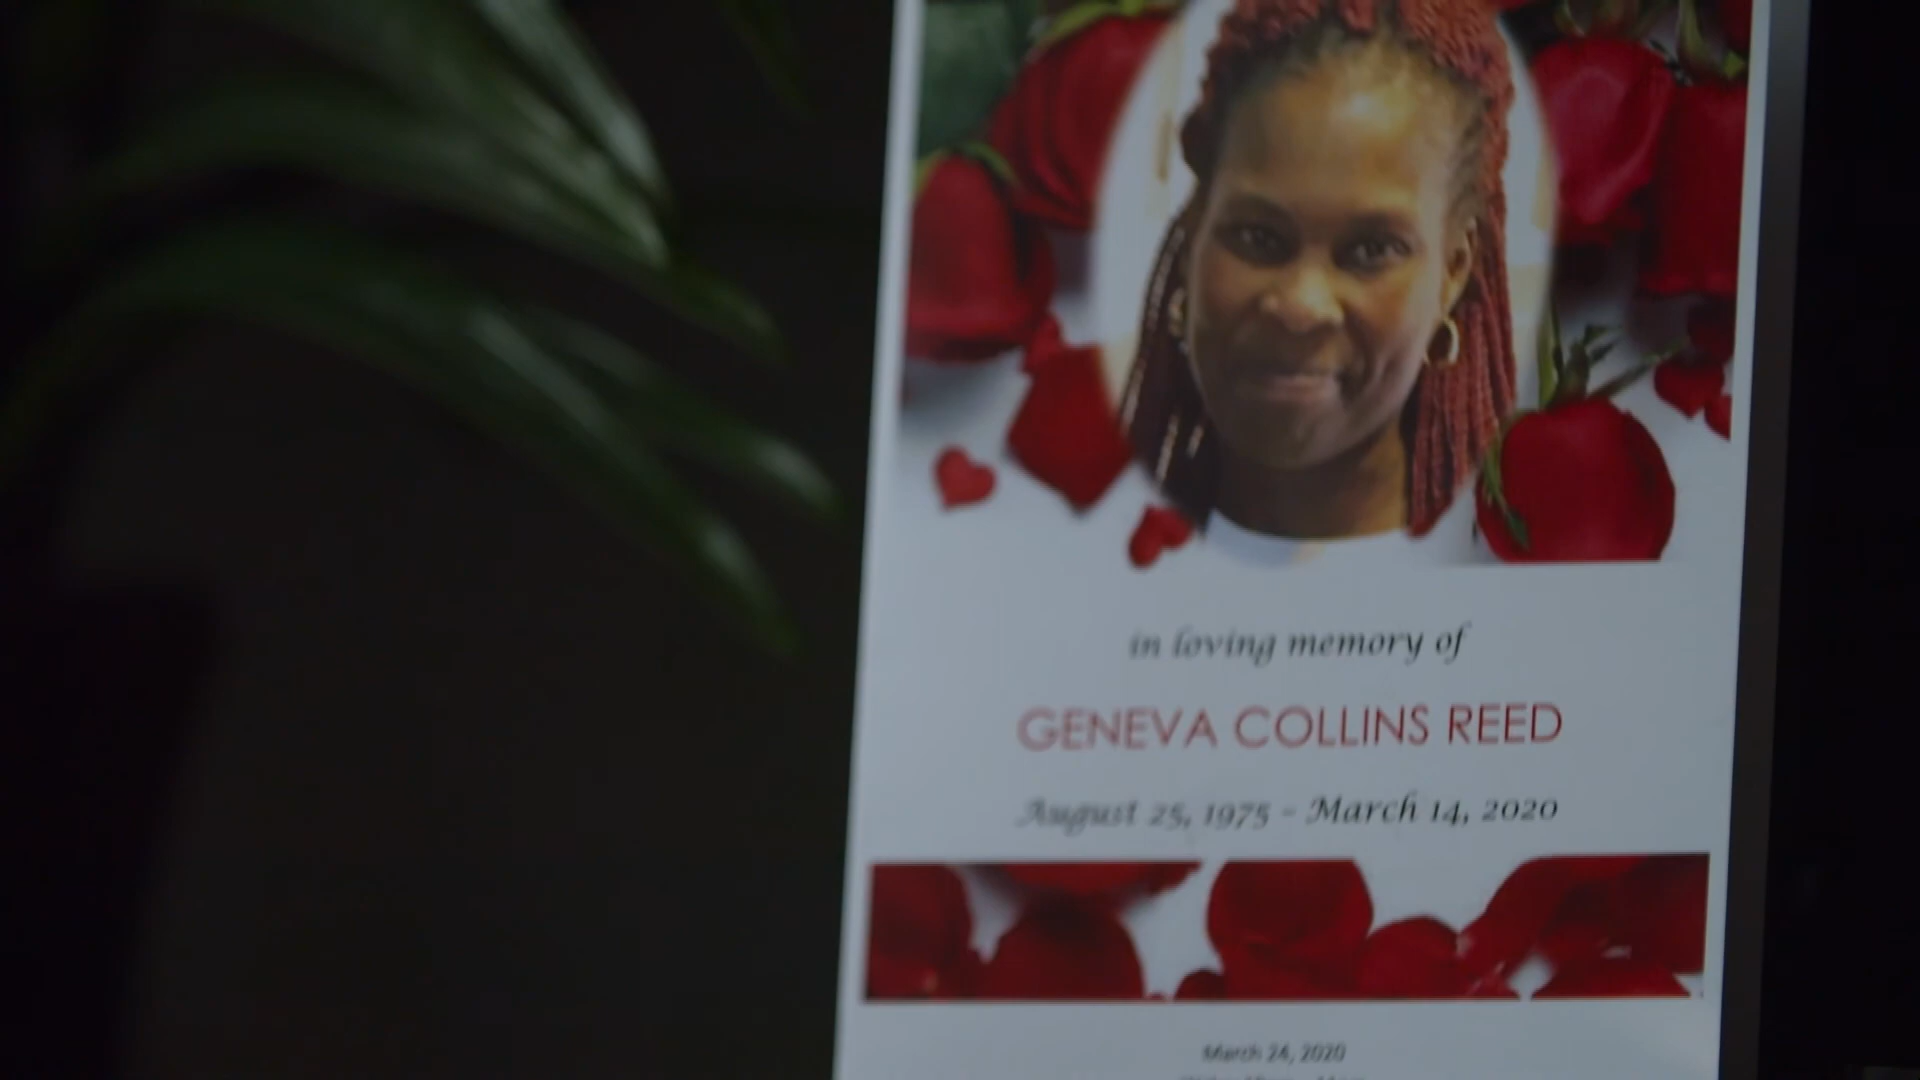 in loving memory of
GENEVA COLLINS REED
August 25, 1975 - March 14, 2020
March 24, 2020